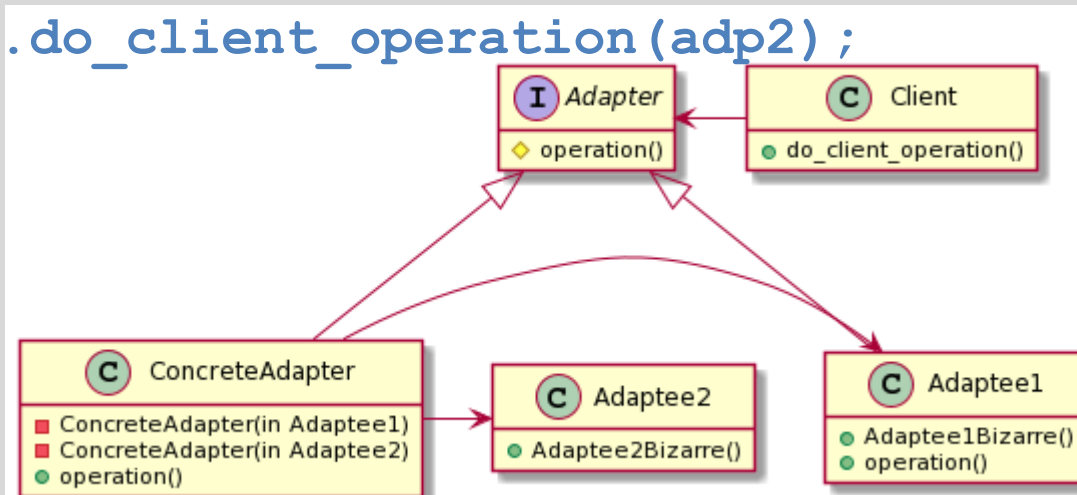 .do_client_operation(adp2);
I Adapter
operation()
C Client
do_client_operation()
C ConcreteAdapter
ConcreteAdapter(in Adaptee1)
ConcreteAdapter(in Adaptee2)
operation()
C Adaptee2
Adaptee2Bizarre()
C Adaptee1
Adaptee1Bizarre()
operation()